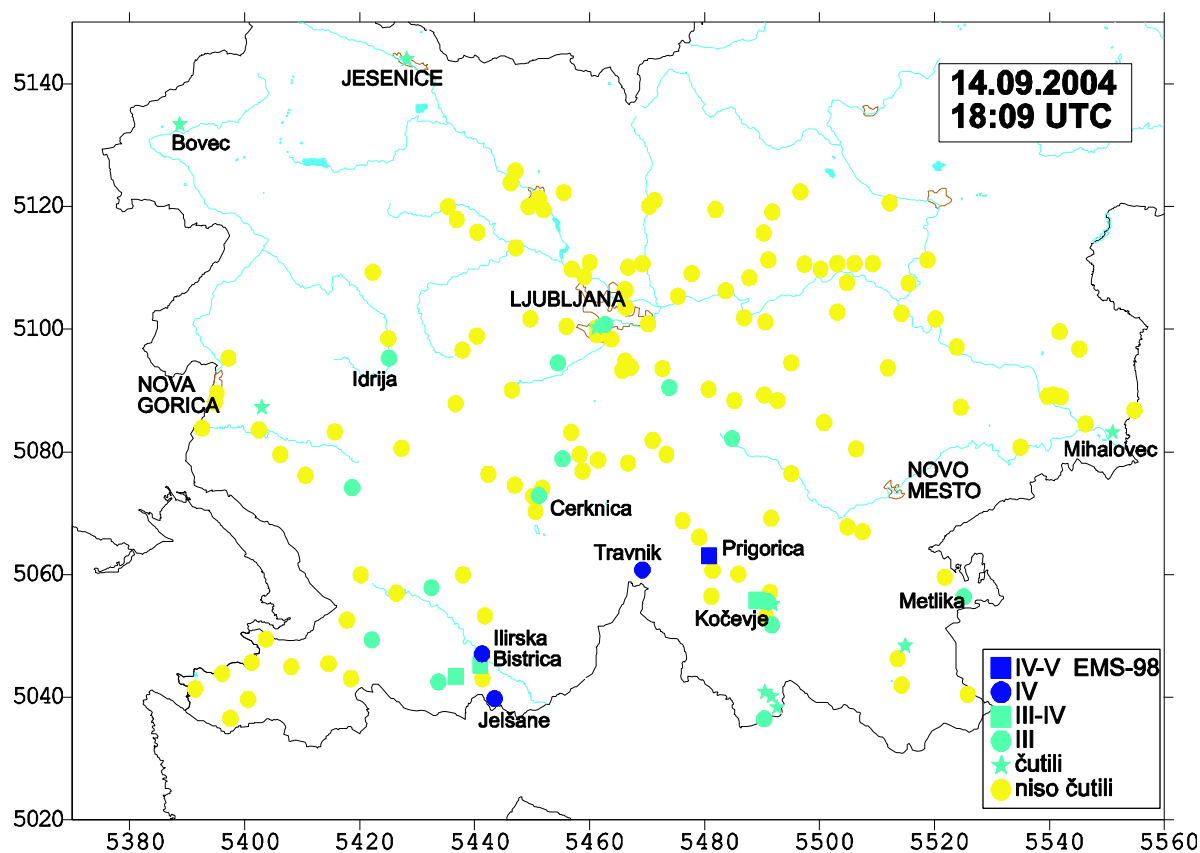 14.09.2004
18:09 UTC
5140
JESENICE
Bovec
5120
LJUBLJANA
5100
Idrija
NOVA
GORICA
5080
Mihalovec
NOVO
MESTO
Cerknica
Travnik
Prigorica
5060
Metlika
Kočevje
Ilirska
Bistrica
5040
Jelšane
IV-V EMS-98
IV
III-IV
III
čutili
niso čutili
5020
5380 5400 5420 5440 5460 5480 5500 5520 5540 5560